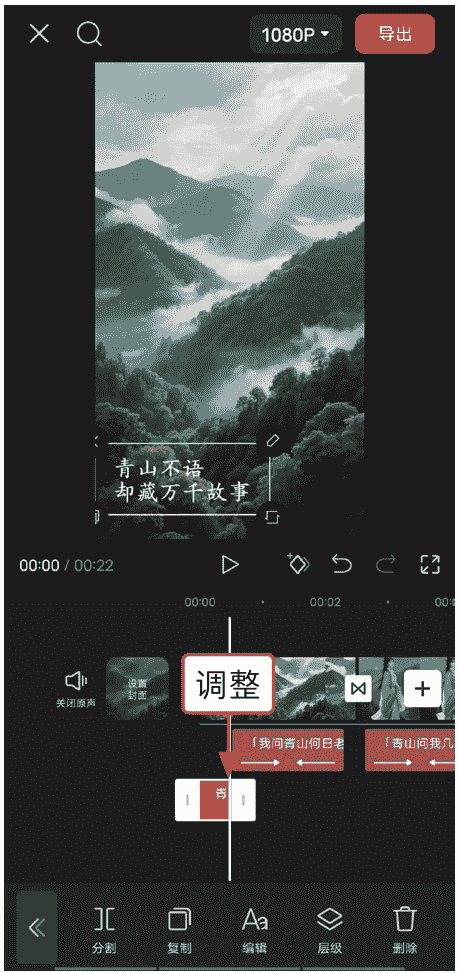 1080P
导出
青山不语
却藏万千故事
00:00 / 00:22
00:00
00:02
关闭原声
设置
封面
调整
「我问青山何日老
「青山问我几
青
分割
复制
编辑
层级
删除